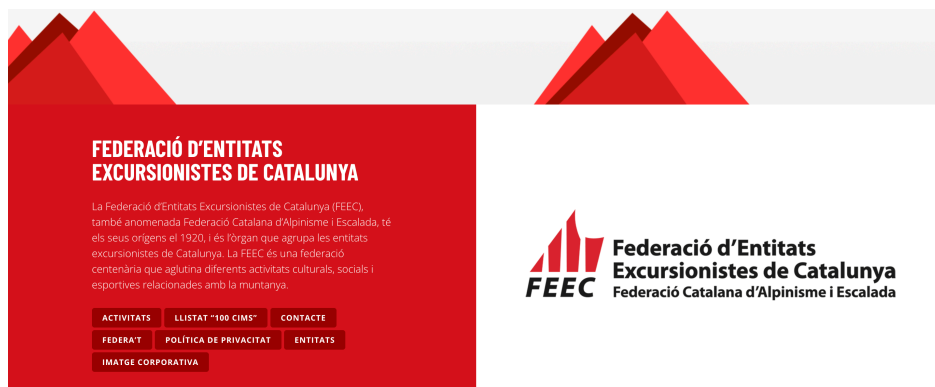 FEDERACIÓ D'ENTITATS
EXCURSIONISTES DE CATALUNYA
La Federació d'Entitats Excursionistes de Catalunya (FEEC),
també anomenada Federació Catalana d'Alpinisme i Escalada, té
els seus orígens el 1920, i és l'òrgan que agrupa les entitats
excursionistes de Catalunya. La FEEC és una federació
centenària que aglutina diferents activitats culturals, socials i
esportives relacionades amb la muntanya.
ACTIVITATS
LLISTAT "100 CIMS"
CONTACTE
FEDERA'T
POLÍTICA DE PRIVACITAT
ENTITATS
IMATGE CORPORATIVA
FEEC
Federació d'Entitats
Excursionistes de Catalunya
Federació Catalana d'Alpinisme i Escalada